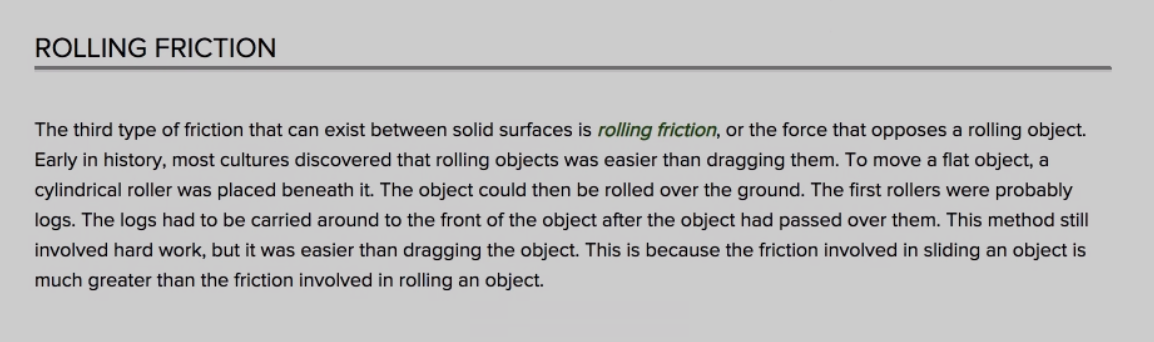 ROLLING FRICTION
The third type of friction that can exist between solid surfaces is rolling friction, or the force that opposes a rolling object.
Early in history, most cultures discovered that rolling objects was easier than dragging them. To move a flat object, a
cylindrical roller was placed beneath it. The object could then be rolled over the ground. The first rollers were probably
logs. The logs had to be carried around to the front of the object after the object had passed over them. This method still
involved hard work, but it was easier than dragging the object. This is because the friction involved in sliding an object is
much greater than the friction involved in rolling an object.